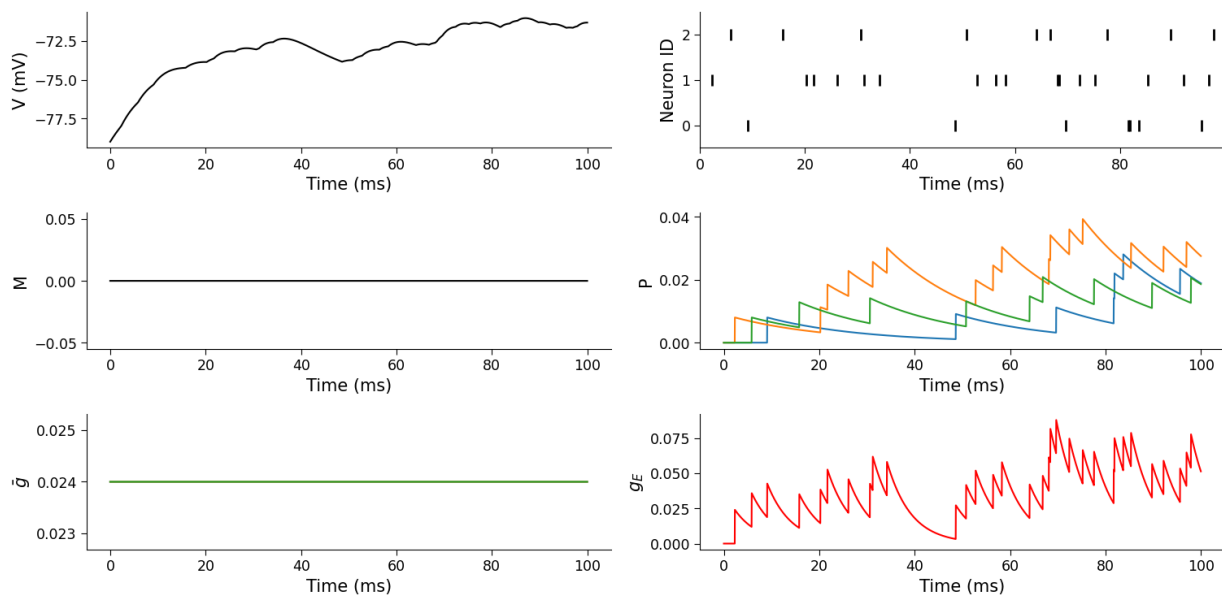 V (mV)
−72.5
−75.0
−77.5
0 20 40 60 80 100
Time (ms)
Neuron ID
2
1
0
0 20 40 60 80
Time (ms)
M
0.05
0.00
−0.05
0 20 40 60 80 100
Time (ms)
P
0.04
0.02
0.00
0 20 40 60 80 100
Time (ms)
ḡ
0.025
0.024
0.023
0 20 40 60 80 100
Time (ms)
g_E
0.075
0.050
0.025
0.000
0 20 40 60 80 100
Time (ms)